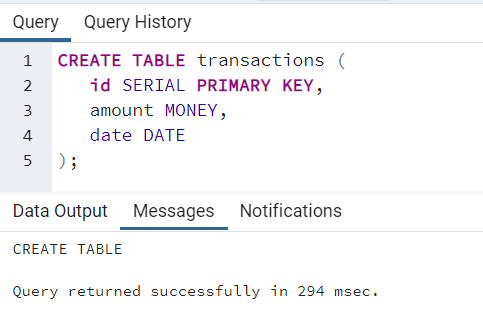 Query Query History
1 CREATE TABLE transactions (
2 id SERIAL PRIMARY KEY,
3 amount MONEY,
4 date DATE
5 );
Data Output Messages Notifications
CREATE TABLE
Query returned successfully in 294 msec.